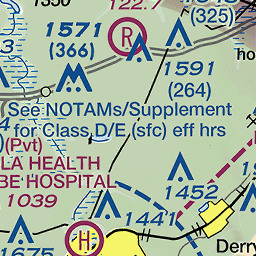 122.7
1350
(325)
1571
R
(366)
ho
1591
(264)
See NOTAMs/Supplement
for Class D/E (sfc) eff hrs
(Pvt)
LA HEALTH
BE HOSPITAL
1039
1452
1441
H
Derry
1675